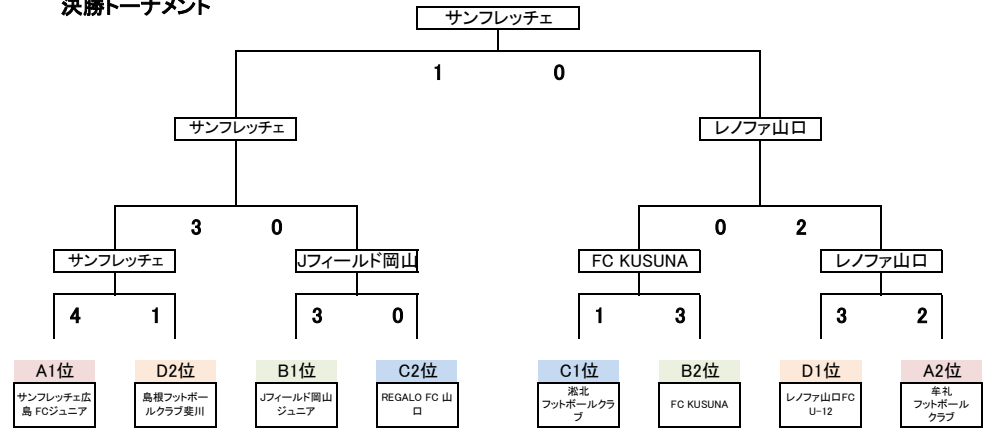 決勝トーナメント
サンフレッチェ
1 0
サンフレッチェ レノファ山口
3 0 0 2
サンフレッチェ Jフィールド岡山 FC KUSUNA レノファ山口
4 1 3 0 1 3 3 2
A1位 D2位 B1位 C2位 C1位 B2位 D1位 A2位
サンフレッチェ広
島 FCジュニア
島根フットボー
ルクラブ斐川
Jフィールド岡山
ジュニア
REGALO FC 山
口
淞北
フットボールクラ
ブ
FC KUSUNA
レノファ山口FC
U-12
牟礼
フットボール
クラブ